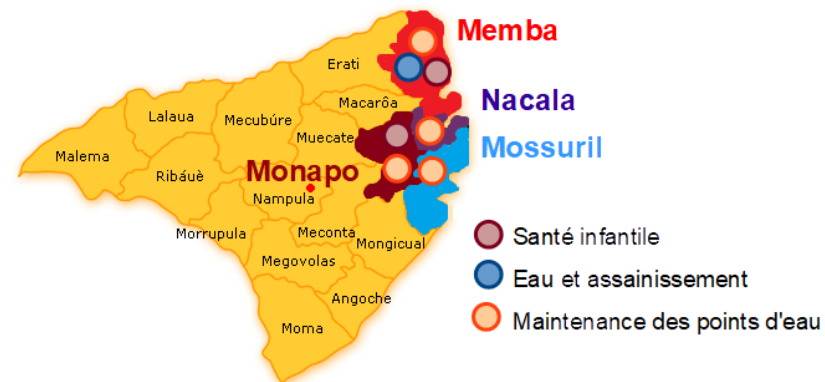 Memba
Erati
Nacala
Macarôa
Lalaua
Mecubúre
Muecate
Mossuril
Malema
Ribáuè
Monapo
Nampula
Morrupula
Meconta
Mongicual
Santé infantile
Megovolas
Eau et assainissement
Angoche
Maintenance des points d'eau
Moma